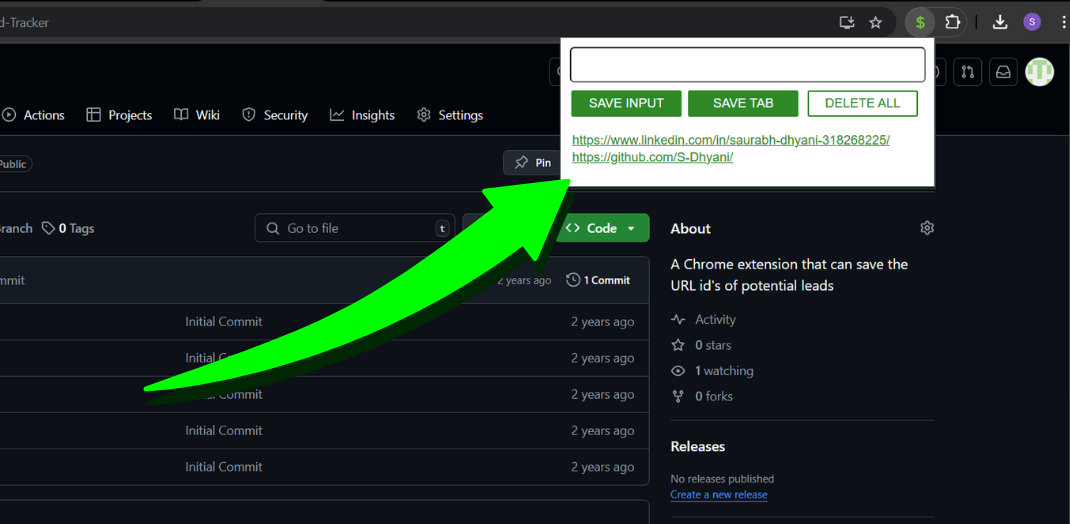 d-Tracker
$
S
SAVE INPUT SAVE TAB DELETE ALL
https://www.linkedin.com/in/saurabh-dhyani-318268225/
https://github.com/S-Dhyani/
Actions Projects Wiki Security Insights Settings
Public
Pin
0 Tags
Go to file t
Code
About
A Chrome extension that can save the
URL id's of potential leads
2 years ago 1 Commit
Initial Commit 2 years ago
Initial Commit 2 years ago
Commit 2 years ago
Initial Commit 2 years ago
Initial Commit 2 years ago
Activity
0 stars
1 watching
0 forks
Releases
No releases published
Create a new release